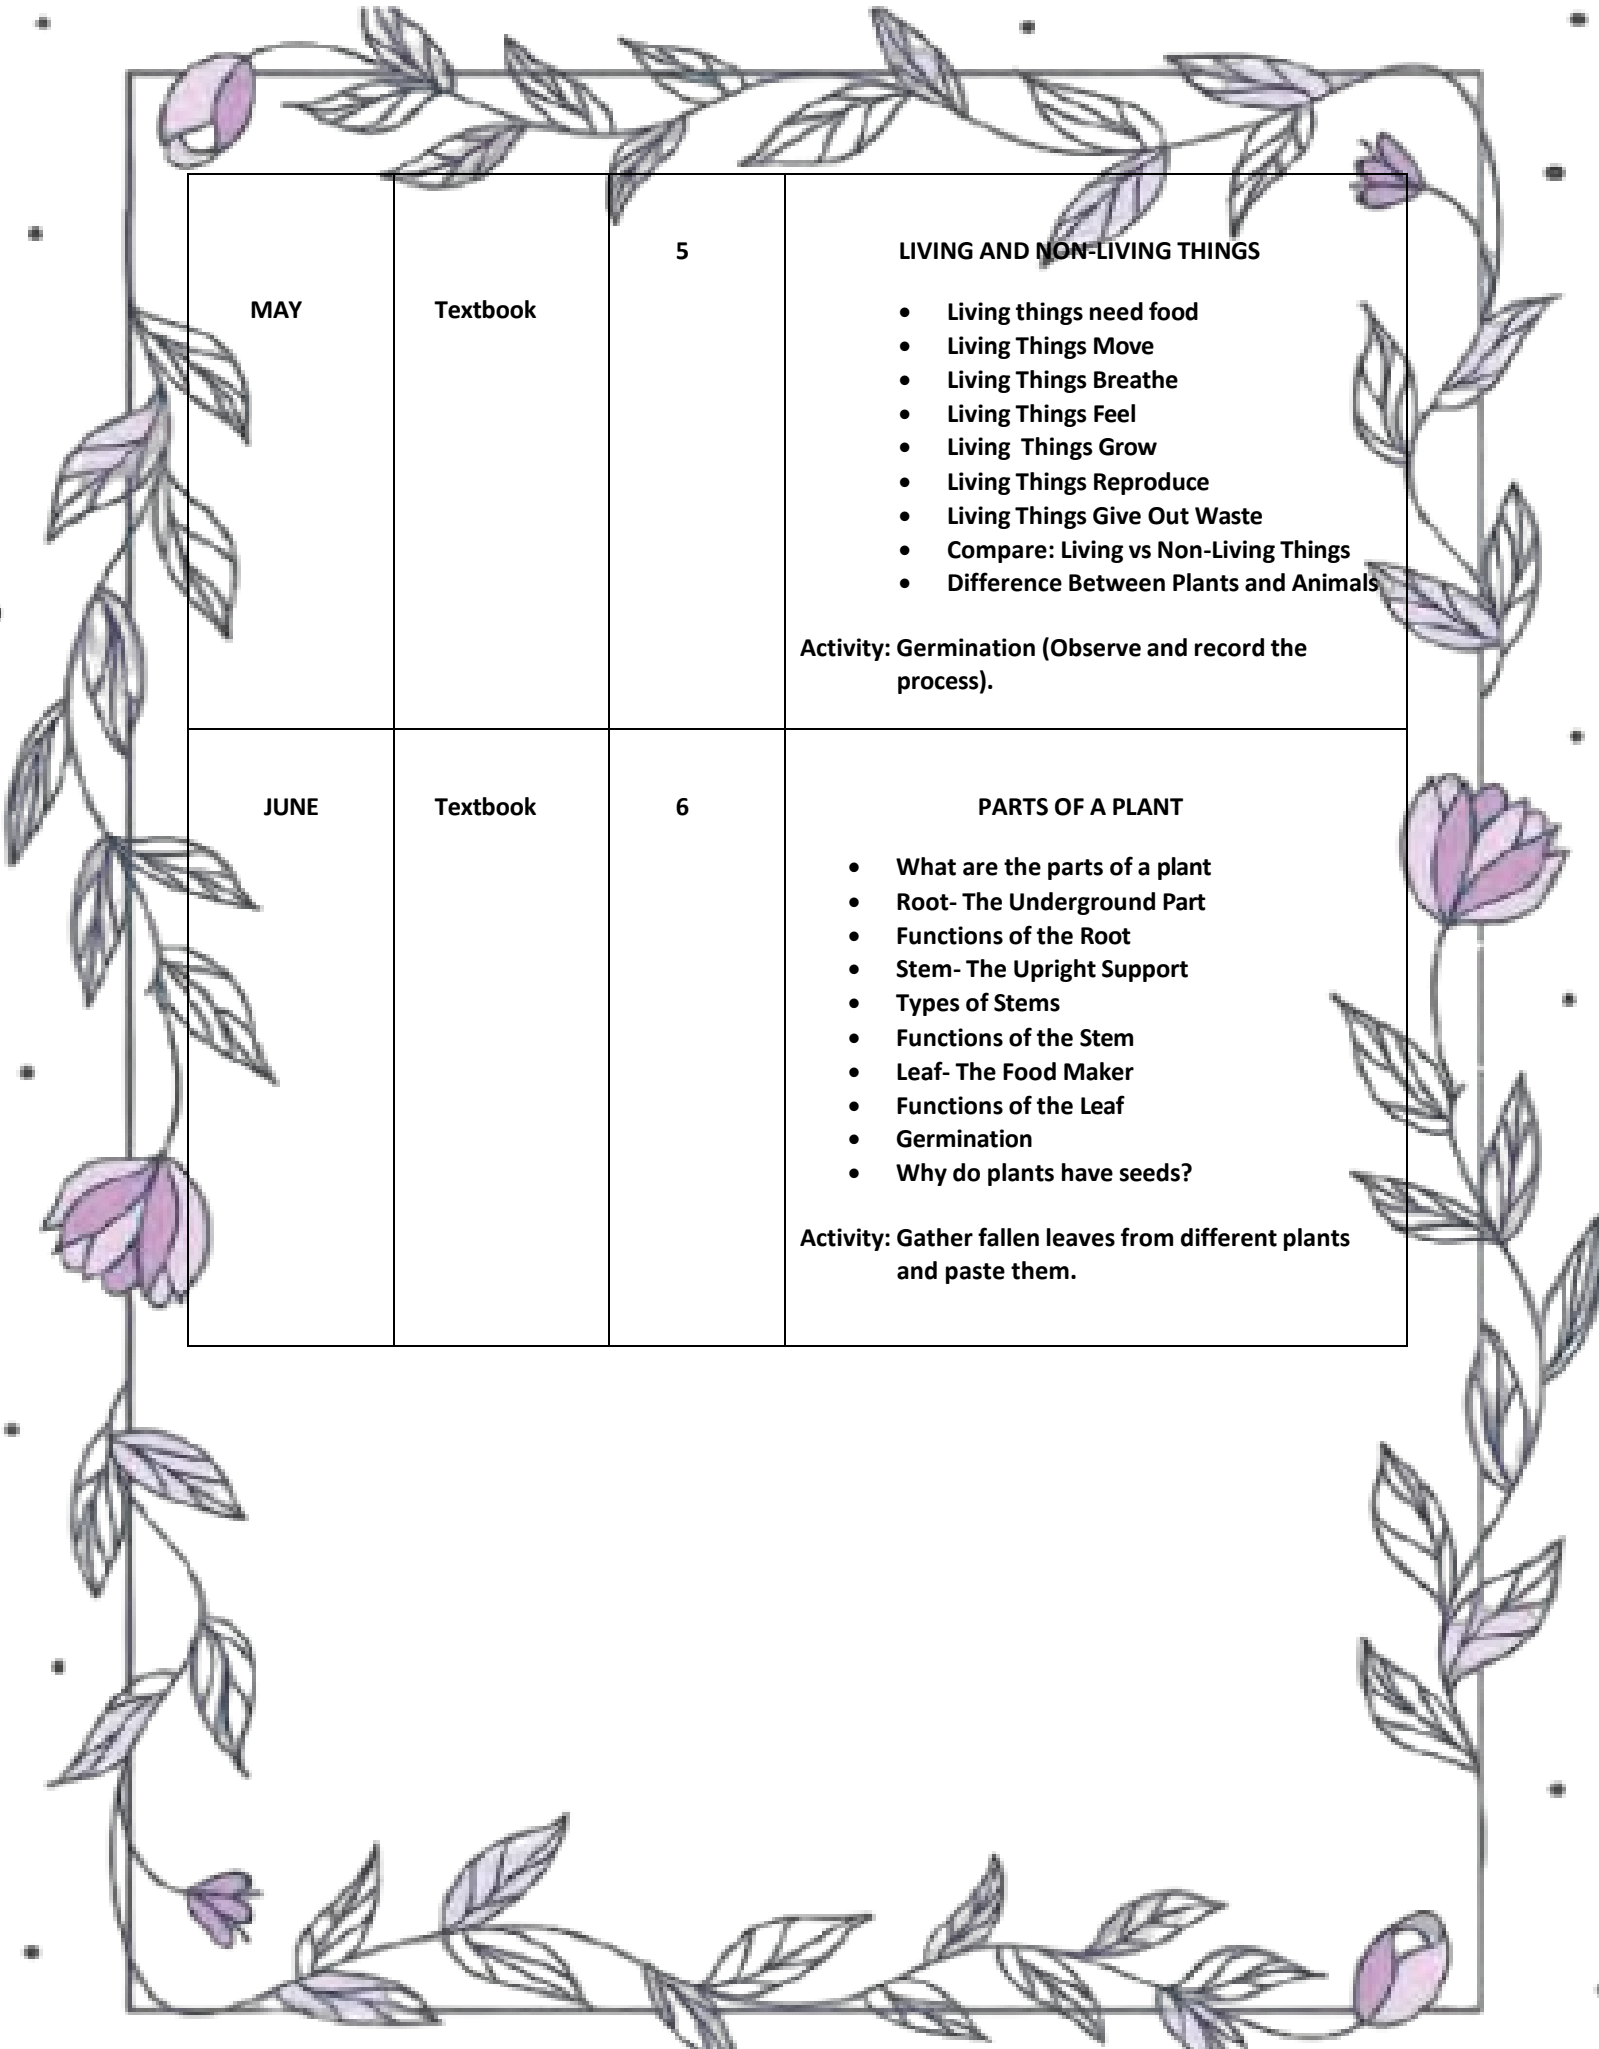 5 LIVING AND NON-LIVING THINGS
MAY Textbook
• Living things need food
• Living Things Move
• Living Things Breathe
• Living Things Feel
• Living Things Grow
• Living Things Reproduce
• Living Things Give Out Waste
• Compare: Living vs Non-Living Things
• Difference Between Plants and Animals
Activity: Germination (Observe and record the
process).
JUNE Textbook 6 PARTS OF A PLANT
• What are the parts of a plant
• Root- The Underground Part
• Functions of the Root
• Stem- The Upright Support
• Types of Stems
• Functions of the Stem
• Leaf- The Food Maker
• Functions of the Leaf
• Germination
• Why do plants have seeds?
Activity: Gather fallen leaves from different plants
and paste them.